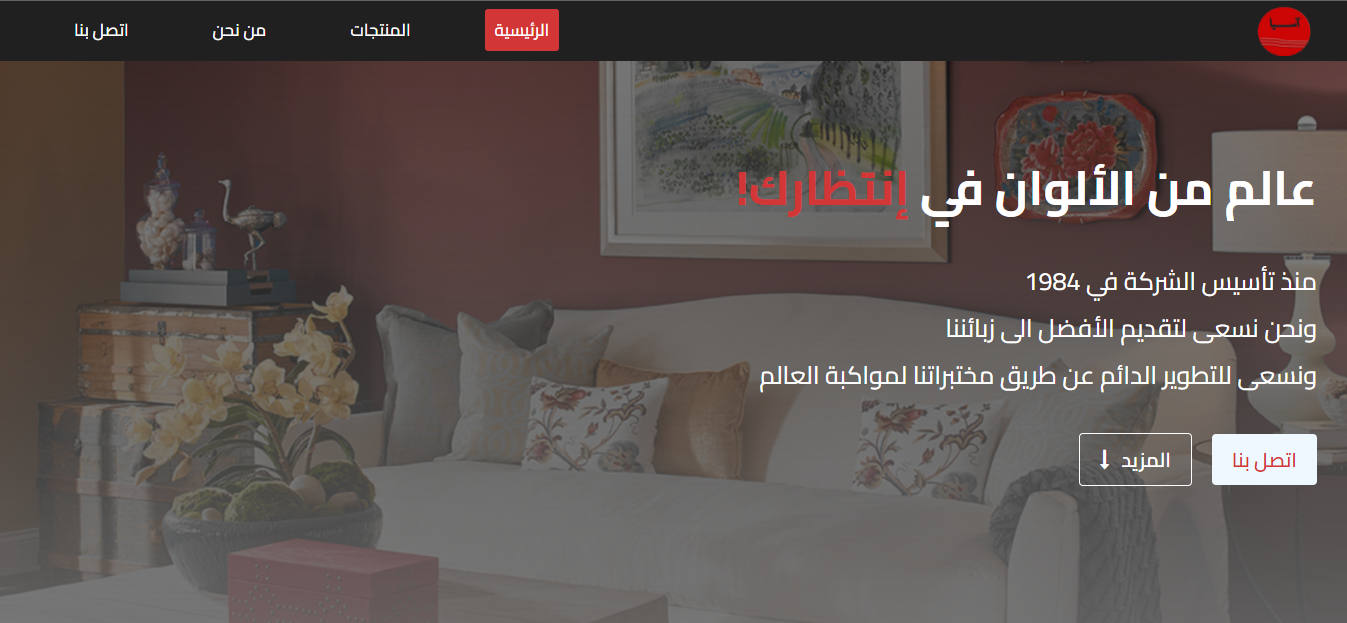 آسيا
الرئيسية
المنتجات
من نحن
اتصل بنا
عالم من الألوان في إنتظارك!
منذ تأسيس الشركة في 1984
ونحن نسعى لتقديم الأفضل الى زبائننا
ونسعى للتطوير الدائم عن طريق مختبراتنا لمواكبة العالم
اتصل بنا
المزيد ↓